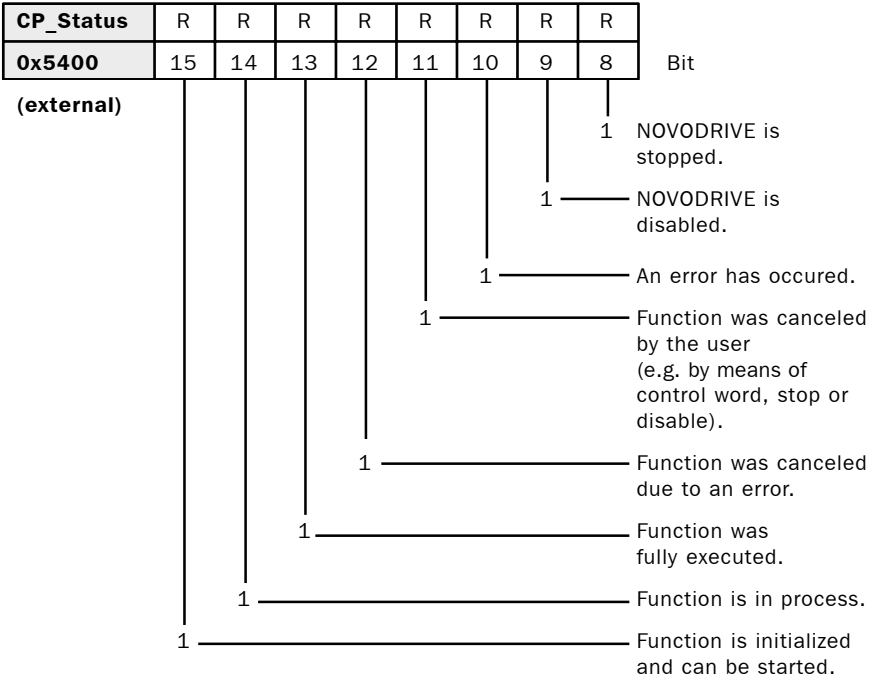 CP_Status R R R R R R R R
0x5400 15 14 13 12 11 10 9 8 Bit
(external)
1 NOVODRIVE is
stopped.
1 NOVODRIVE is
disabled.
1 An error has occured.
1 Function was canceled
by the user
(e.g. by means of
control word, stop or
disable).
1 Function was canceled
due to an error.
1 Function was
fully executed.
1 Function is in process.
1 Function is initialized
and can be started.